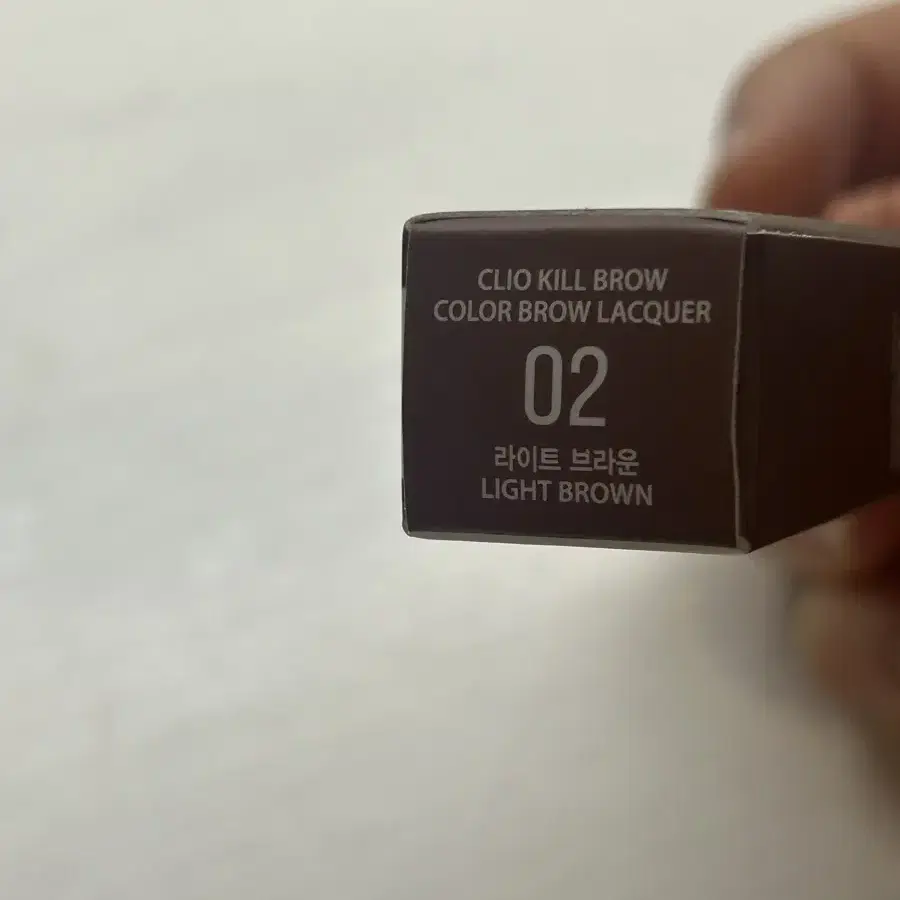 CLIO KILL BROW
COLOR BROW LACQUER
02
라이트 브라운
LIGHT BROWN